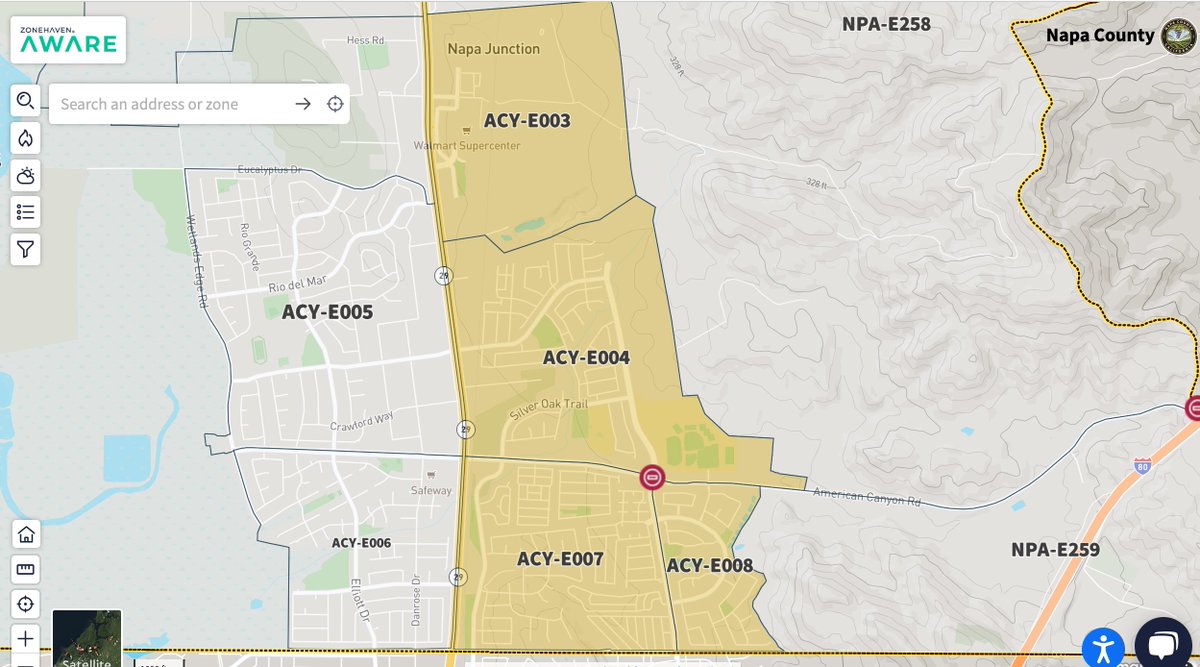 ZONEHAVEN
AWARE
Search an address or zone
Napa County
NPA-E258
Hess Rd
Napa Junction
328 ft
ACY-E003
Walmart Supercenter
Eucalyptus Dr
328 ft
Wetlands Edge Rd
Rio Grande
Rio del Mar
29
ACY-E005
ACY-E004
Silver Oak Trail
Crawford Way
29
80
Safeway
American Canyon Rd
ACY-E006
ACY-E007
ACY-E008
NPA-E259
29
Elliott Dr
Danrose Dr
Satellite